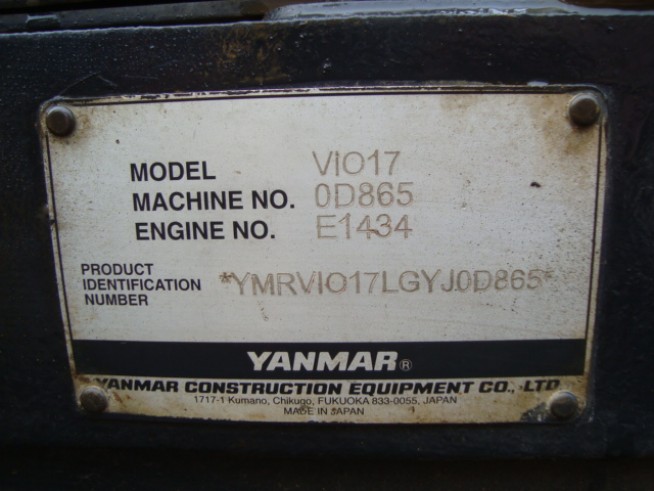 MODEL VIO17
MACHINE NO. 0D865
ENGINE NO. E1434
PRODUCT
IDENTIFICATION
NUMBER
*YMRVIO17LGYJ0D865*
YANMAR®
YANMAR CONSTRUCTION EQUIPMENT CO., LTD.
1717-1 Kumano, Chikugo, FUKUOKA 833-0055, JAPAN
MADE IN JAPAN